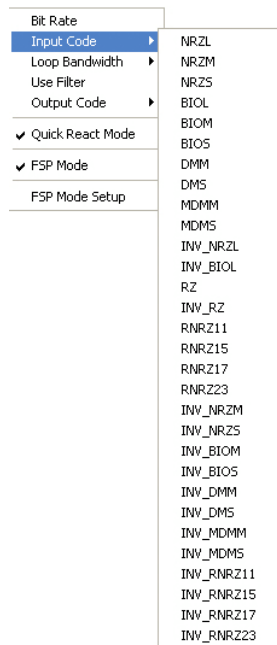 Bit Rate
Input Code
Loop Bandwidth
Use Filter
Output Code
Quick React Mode
FSP Mode
FSP Mode Setup
NRZL
NRZM
NRZS
BIOL
BIOM
BIOS
DMM
DMS
MDMM
MDMS
INV_NRZL
INV_BIOL
RZ
INV_RZ
RNRZ11
RNRZ15
RNRZ17
RNRZ23
INV_NRZM
INV_NRZS
INV_BIOM
INV_BIOS
INV_DMM
INV_DMS
INV_MDMM
INV_MDMS
INV_RNRZ11
INV_RNRZ15
INV_RNRZ17
INV_RNRZ23